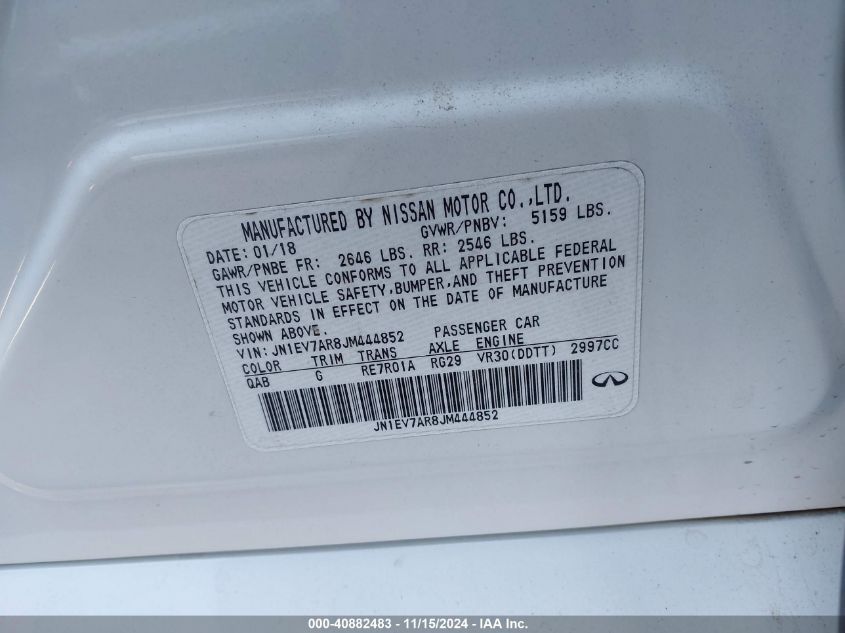 MANUFACTURED BY NISSAN MOTOR CO.,LTD.
DATE: 01/18 GVWR/PNBV: 5159 LBS.
GAWR/PNBE FR: 2646 LBS. RR: 2546 LBS.
THIS VEHICLE CONFORMS TO ALL APPLICABLE FEDERAL
MOTOR VEHICLE SAFETY,BUMPER,AND THEFT PREVENTION
STANDARDS IN EFFECT ON THE DATE OF MANUFACTURE
SHOWN ABOVE.
VIN: JN1EV7AR8JM444852 PASSENGER CAR
COLOR TRIM TRANS AXLE ENGINE
QAB G RE7R01A RG29 VR30(DDTT) 2997CC
JN1EV7AR8JM444852
000-40882483 - 11/15/2024 - IAA Inc.